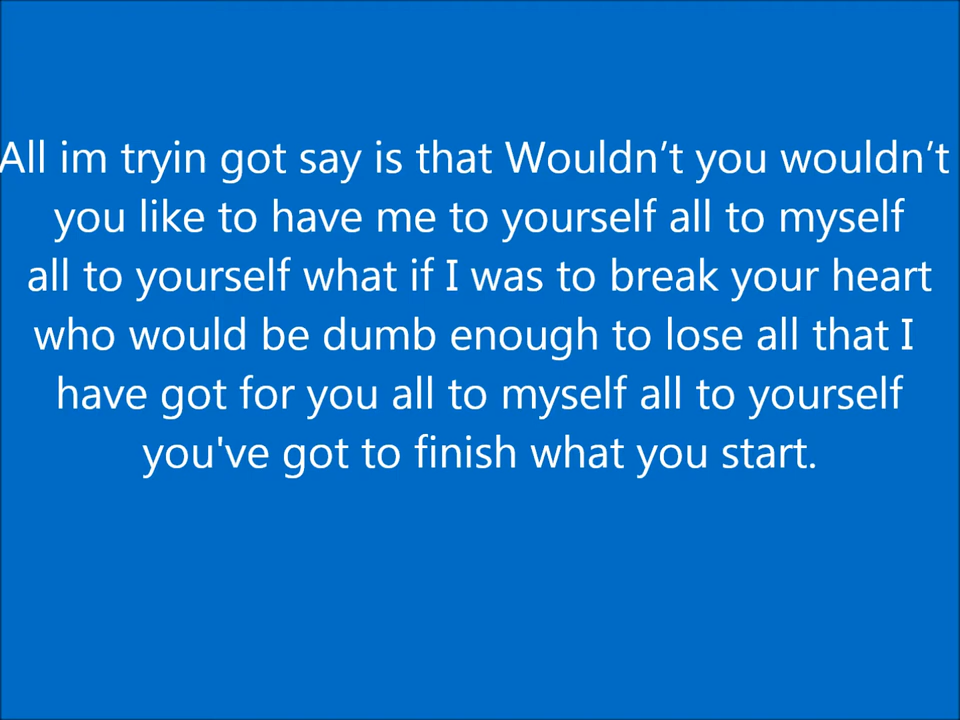 All im tryin got say is that Wouldn’t you wouldn’t
you like to have me to yourself all to myself
all to yourself what if I was to break your heart
who would be dumb enough to lose all that I
have got for you all to myself all to yourself
you've got to finish what you start.